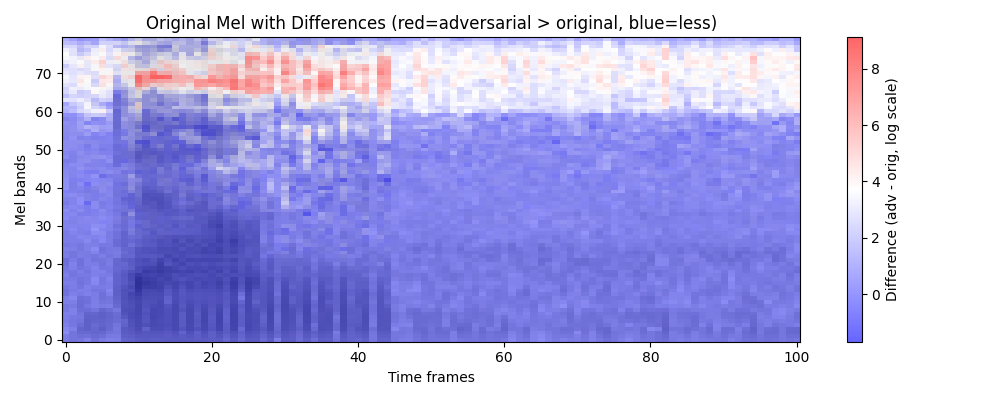 Original Mel with Differences (red=adversarial > original, blue=less)
Mel bands
70
60
50
40
30
20
10
0
0 20 40 60 80 100
Time frames
8
6
4
2
0
Difference (adv - orig, log scale)